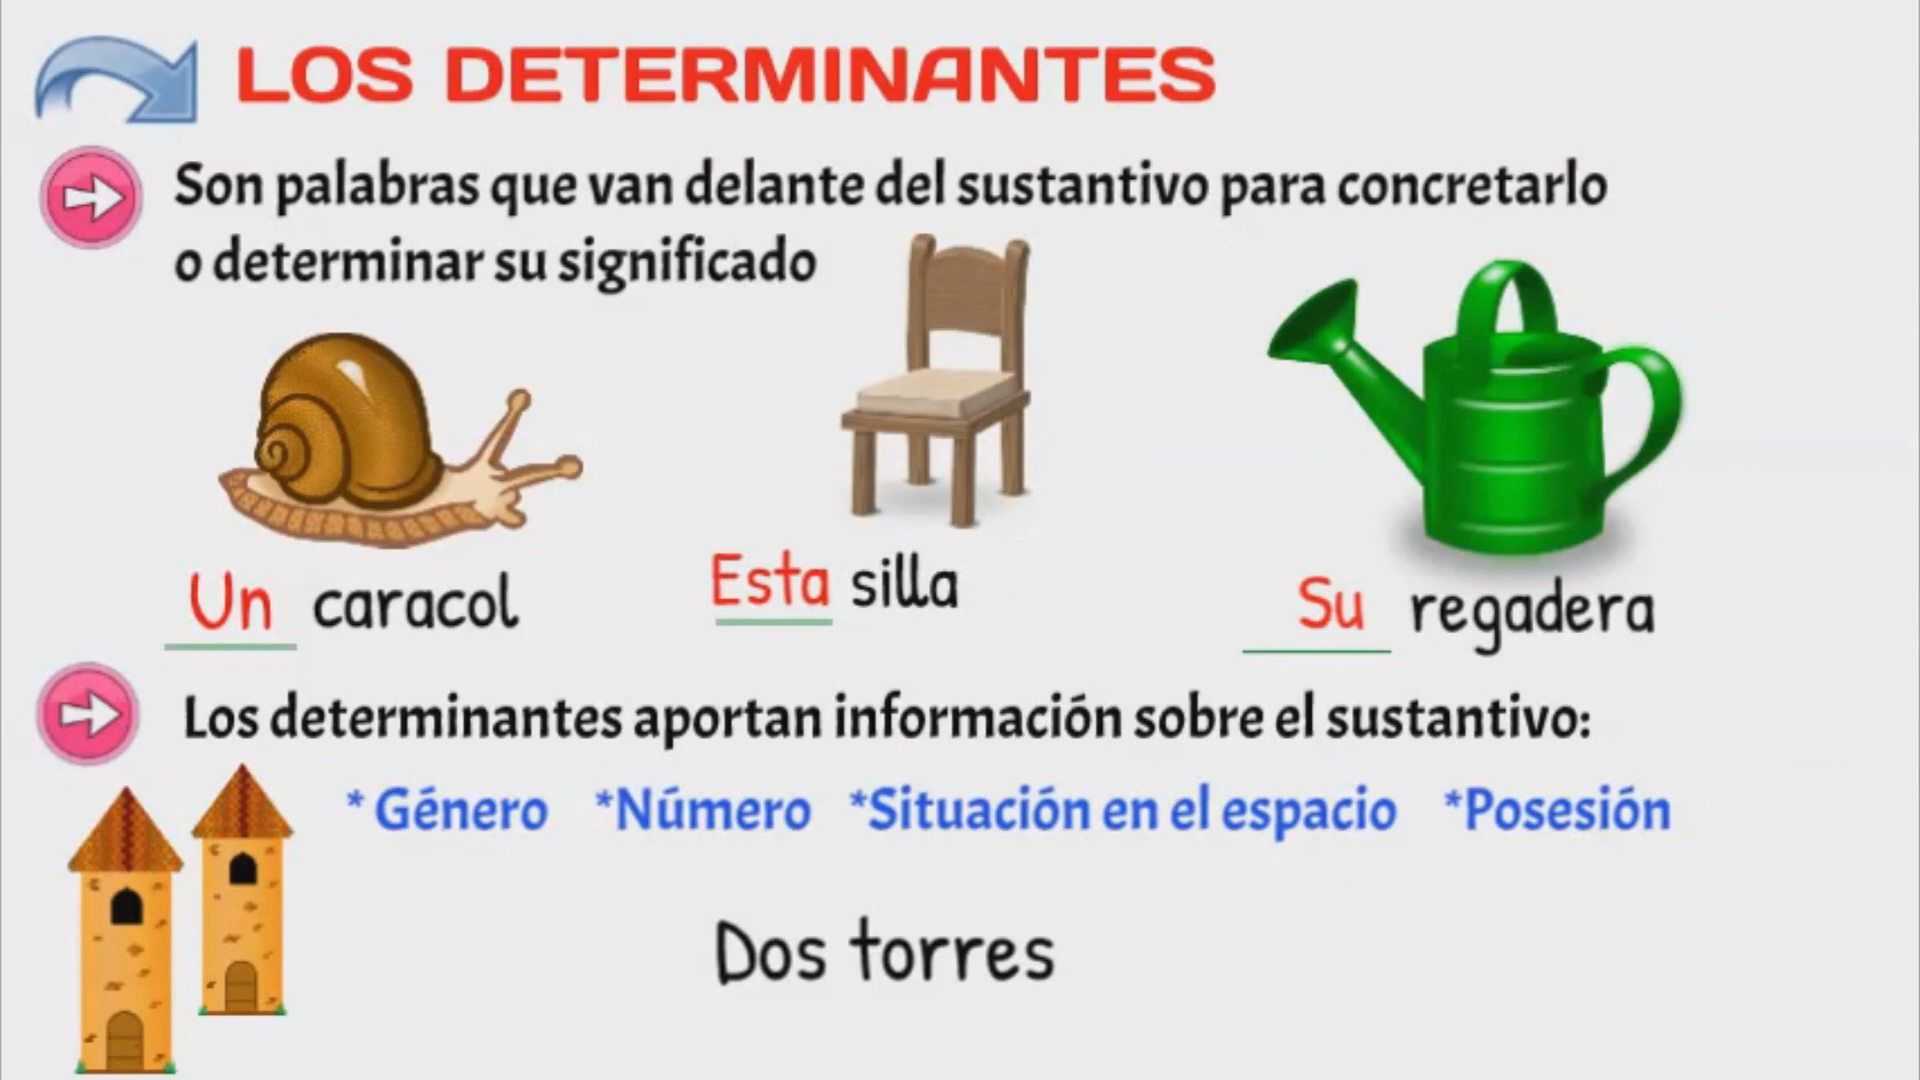 LOS DETERMINANTES
Son palabras que van delante del sustantivo para concretarlo
o determinar su significado
Un caracol
Esta silla
Su regadera
Los determinantes aportan información sobre el sustantivo:
* Género *Número *Situación en el espacio *Posesión
Dos torres